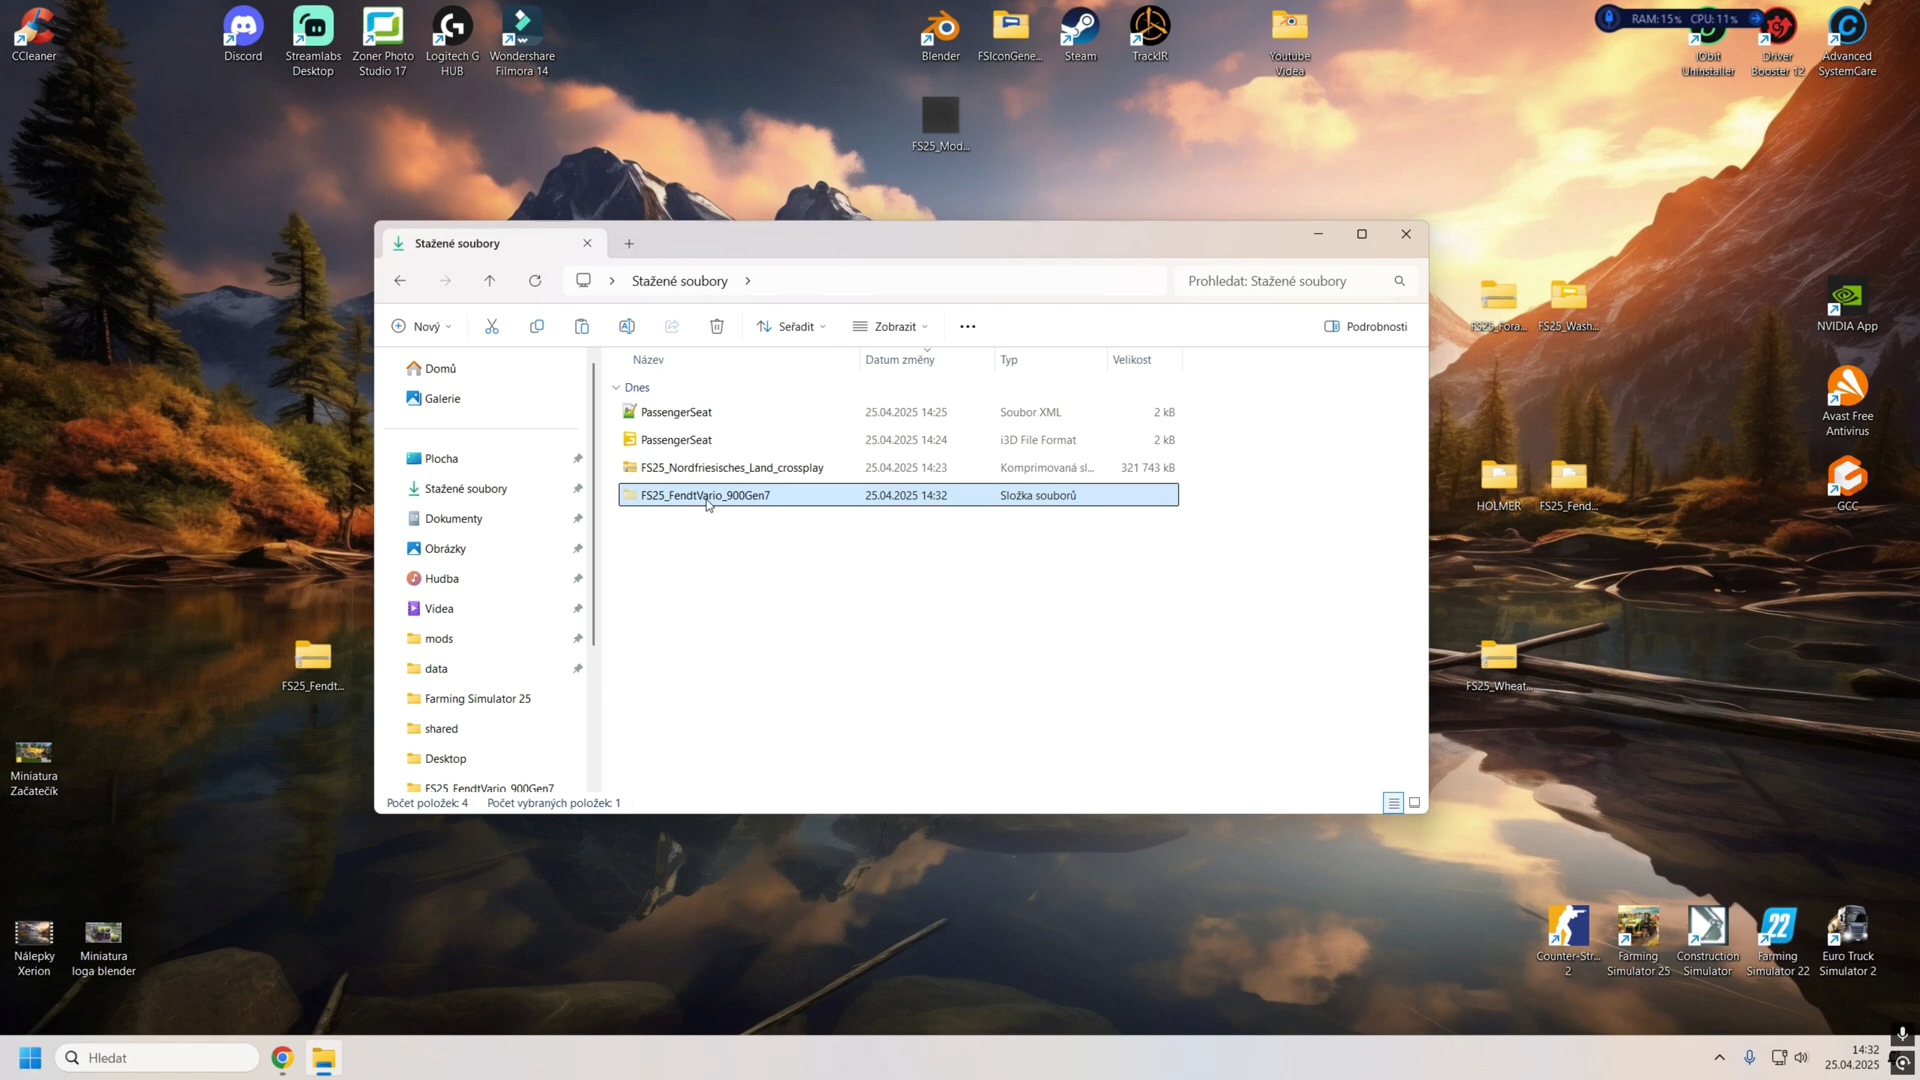 CCleaner
Discord
Streamlabs
Desktop
Zoner Photo
Studio 17
Logitech G
HUB
Wondershare
Filmora 14
Blender
FSIconGene...
Steam
TrackIR
Youtube
Videa
RAM:15% CPU:11%
IObit
Uninstaller
Driver
Booster 12
Advanced
SystemCare
FS25_Mod...
Stažené soubory
Stažené soubory
Prohledat: Stažené soubory
Nový
Seřadit
Zobrazit
Podrobnosti
Domů
Galerie
Plocha
Stažené soubory
Dokumenty
Obrázky
Hudba
Videa
mods
data
Farming Simulator 25
shared
Desktop
FS25_FendtVario_900Gen7
Název Datum změny Typ Velikost
Dnes
PassengerSeat 25.04.2025 14:25 Soubor XML 2 kB
PassengerSeat 25.04.2025 14:24 i3D File Format 2 kB
FS25_Nordfriesisches_Land_crossplay 25.04.2025 14:23 Komprimovaná sl... 321 743 kB
FS25_FendtVario_900Gen7 25.04.2025 14:32 Složka souborů
Počet položek: 4 Počet vybraných položek: 1
FS25_Fora...
FS25_Wash...
NVIDIA App
Avast Free
Antivirus
HOLMER
FS25_Fend...
GCC
FS25_Fendt...
FS25_Wheat...
Miniatura
Začatečík
Nálepky
Xerion
Miniatura
loga blender
Counter-Str...
2
Farming
Simulator 25
Construction
Simulator
22
Farming
Simulator 22
Euro Truck
Simulator 2
Hledat
14:32
25.04.2025